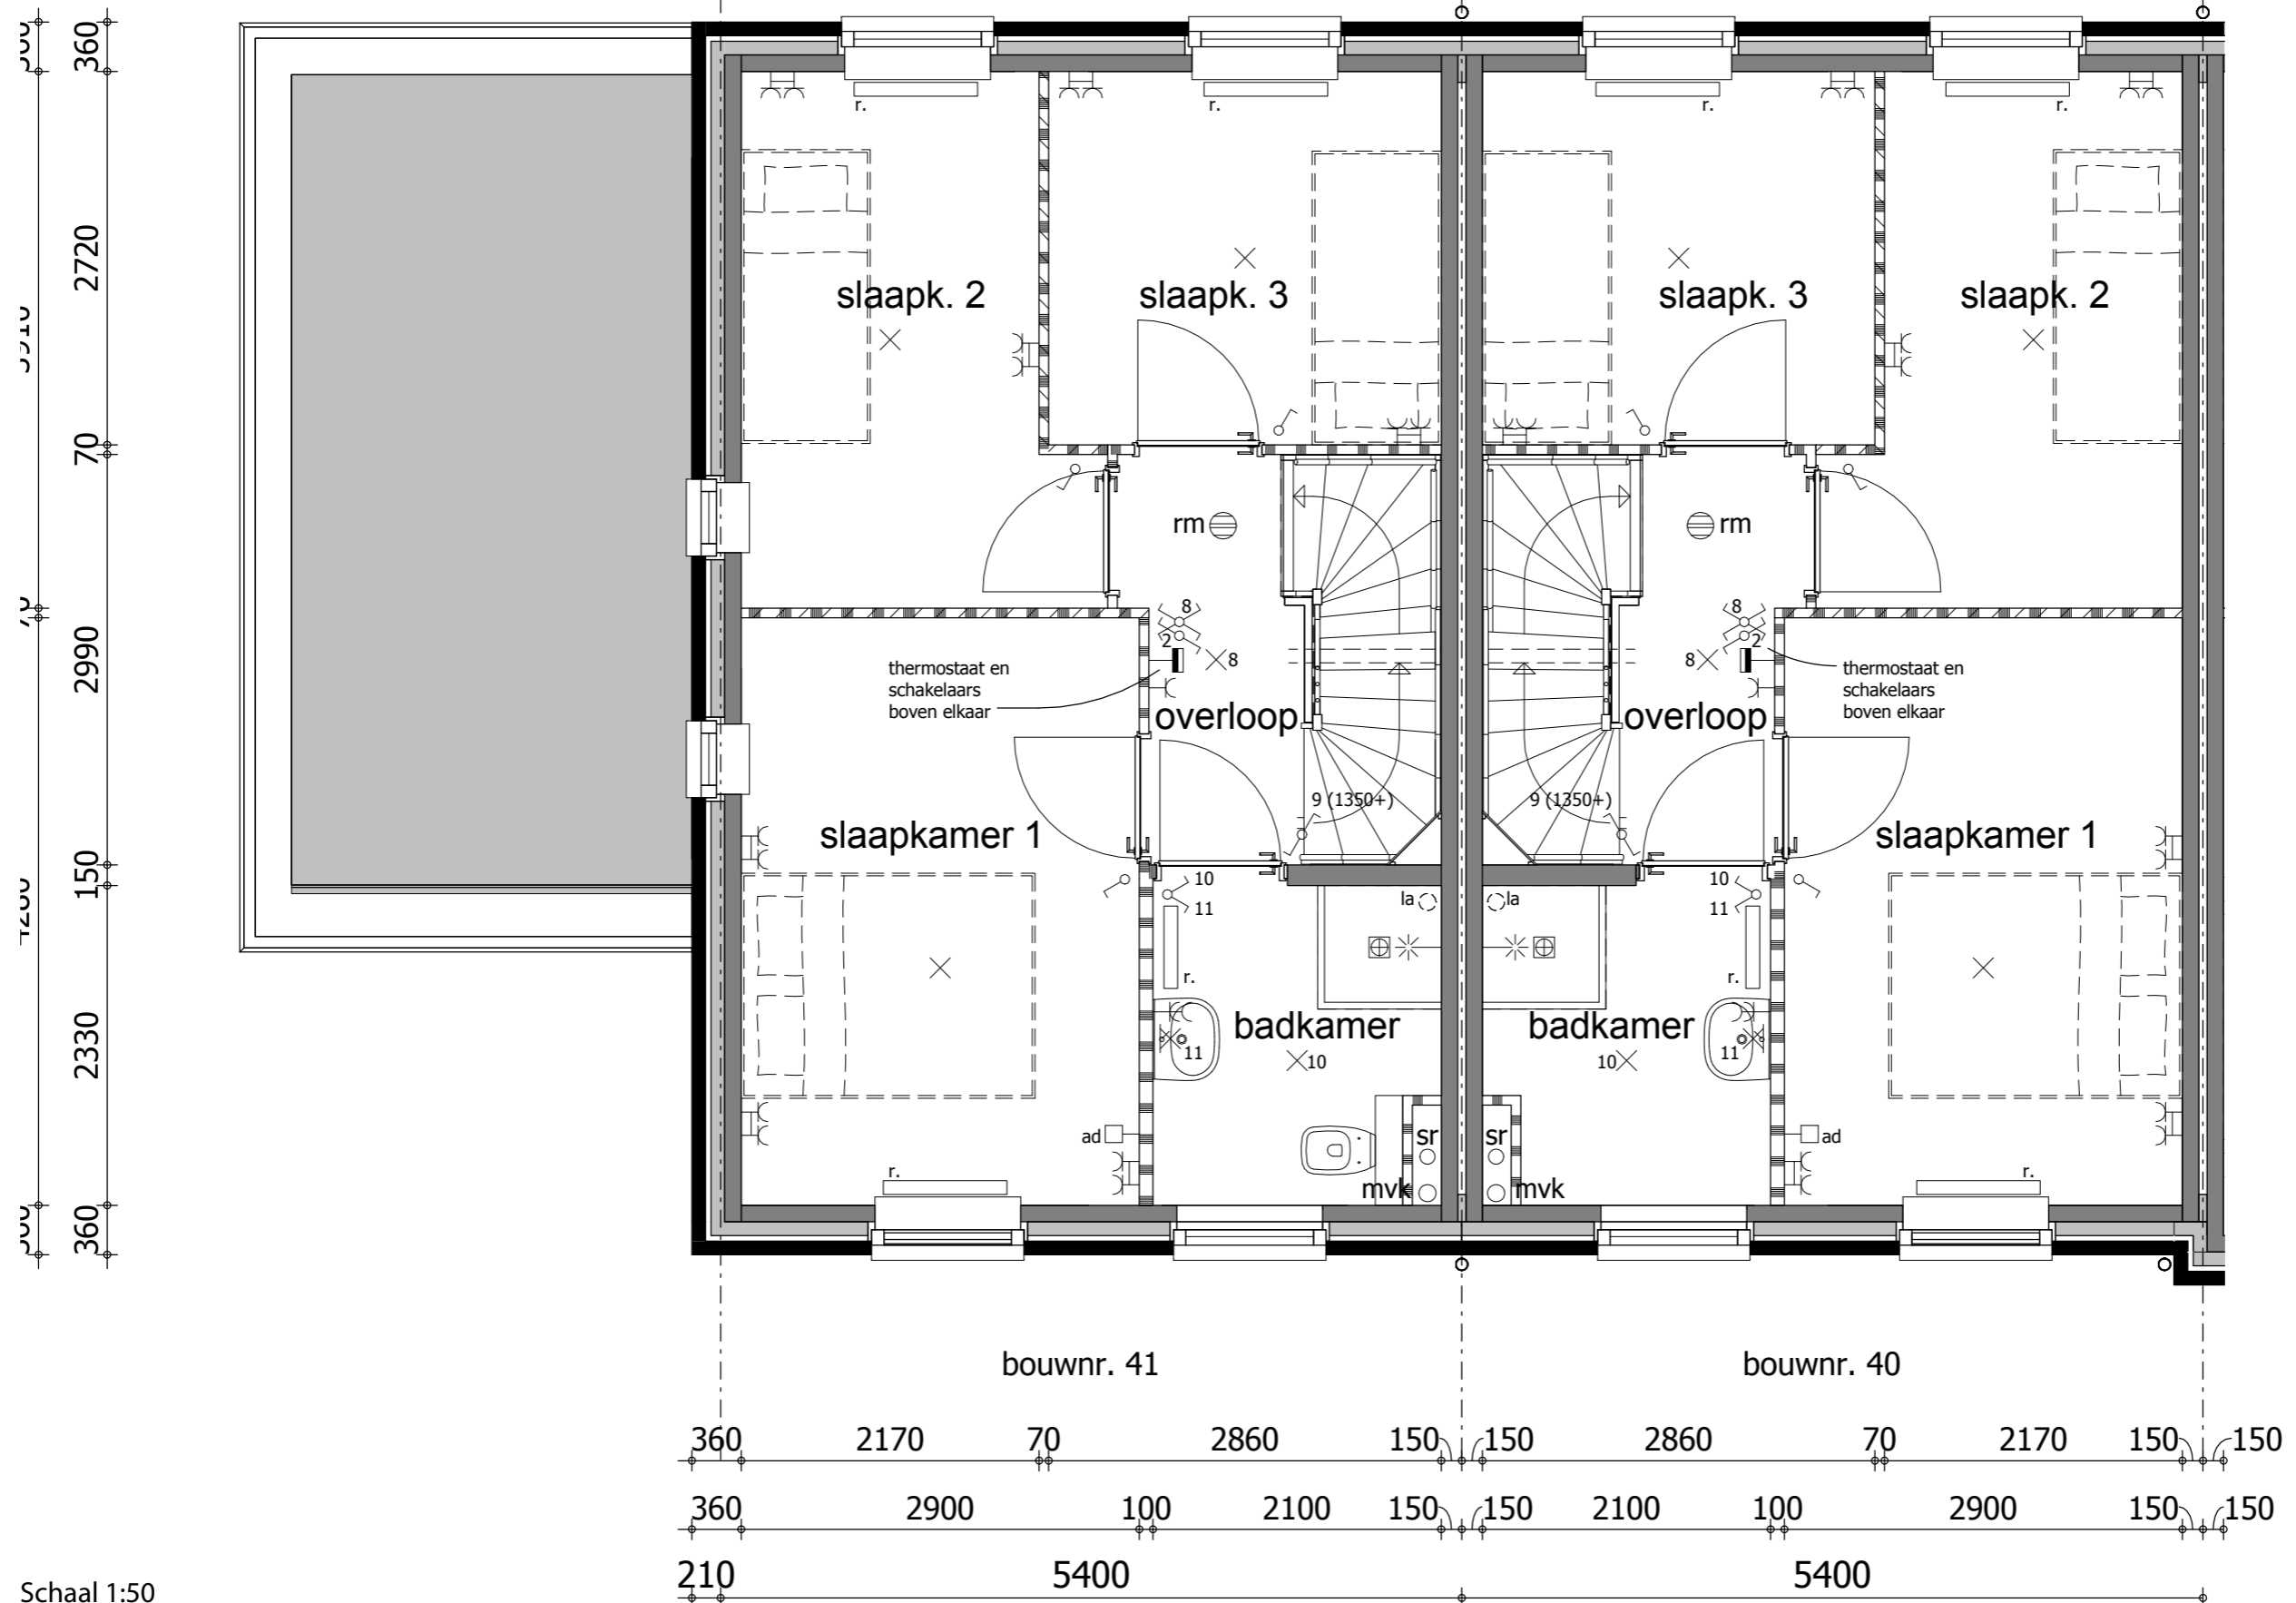 360
2720
70
2990
150
2330
360
r.
r.
r.
r.
slaapk. 2
slaapk. 3
slaapk. 3
slaapk. 2
rm
rm
8
8
2
2
8
8
thermostaat en
schakelaars
boven elkaar
thermostaat en
schakelaars
boven elkaar
overloop
overloop
9 (1350+)
9 (1350+)
slaapkamer 1
slaapkamer 1
10
11
la
la
10
11
r.
r.
badkamer
badkamer
11
10
10
11
ad
sr
sr
ad
r.
mvk
mvk
r.
bouwnr. 41
bouwnr. 40
360 2170 70 2860 150 150 2860 70 2170 150 150
360 2900 100 2100 150 150 2100 100 2900 150 150
210 5400 5400
Schaal 1:50